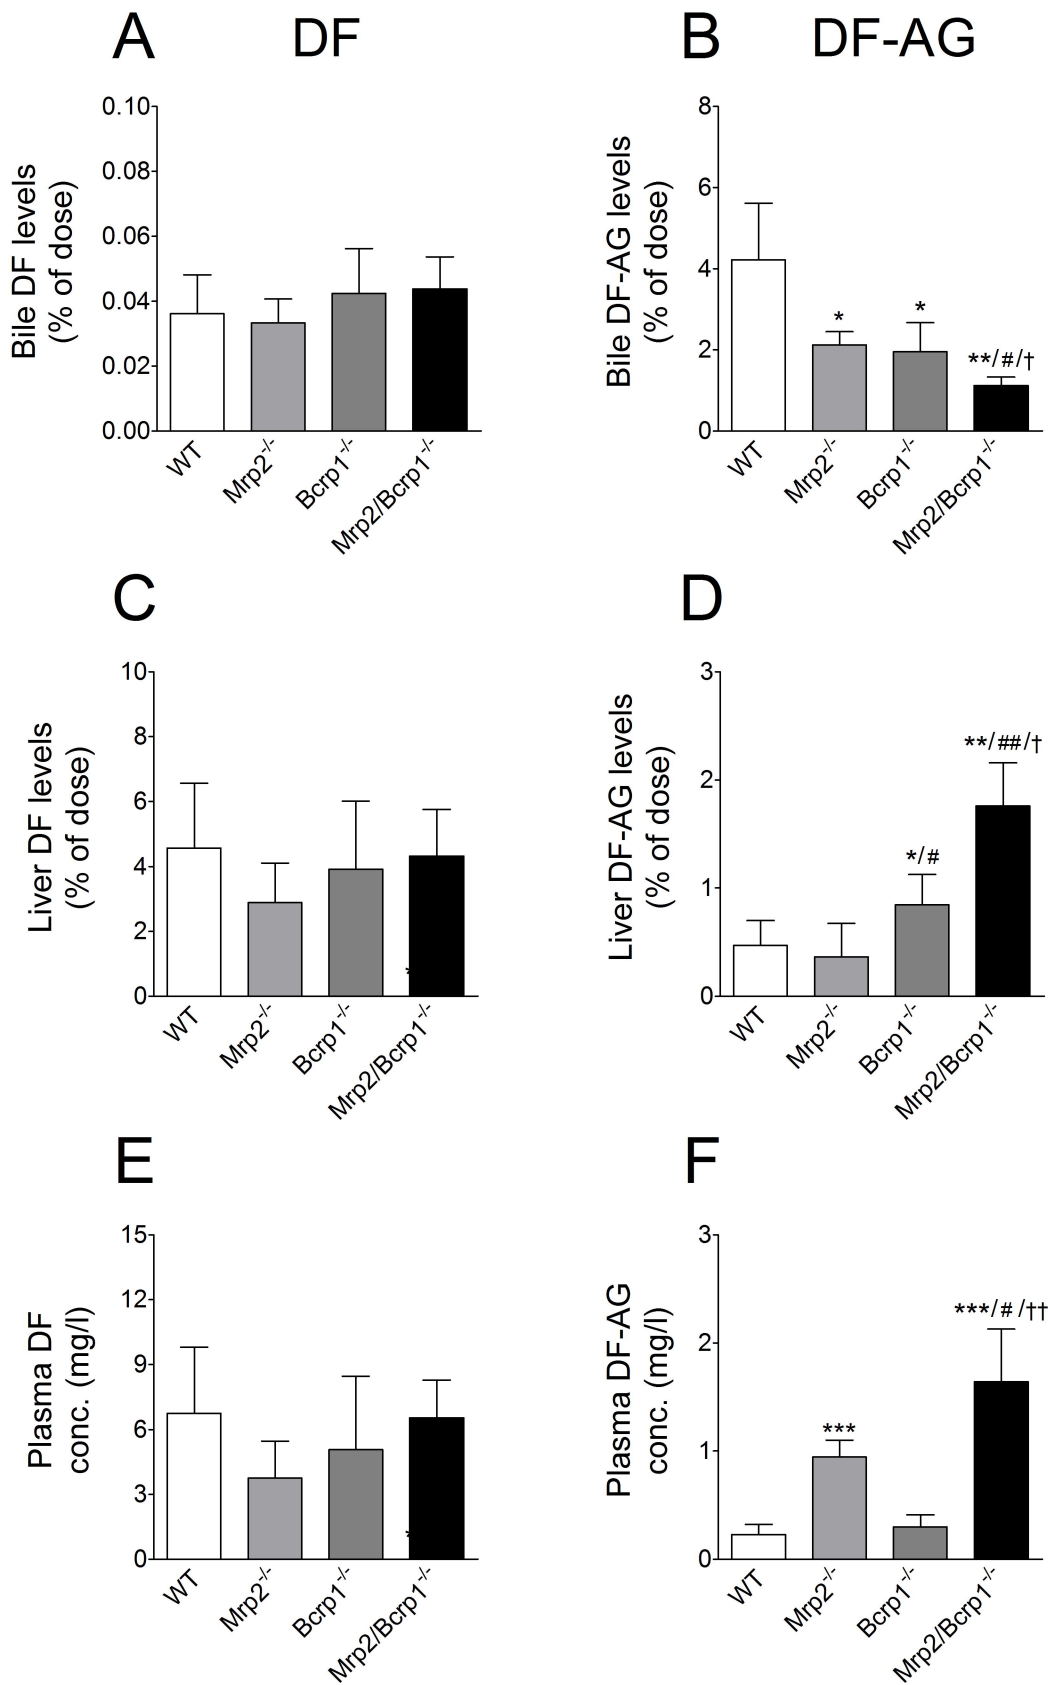 A
DF
B
DF-AG
Bile DF levels
(% of dose)
0.10
0.08
0.06
0.04
0.02
0.00
WT
Mrp2-/-
Bcrp1-/-
Mrp2/Bcrp1-/-
Bile DF-AG levels
(% of dose)
8
6
4
2
0
*
*
**/#/†
WT
Mrp2-/-
Bcrp1-/-
Mrp2/Bcrp1-/-
C
D
Liver DF levels
(% of dose)
10
8
6
4
2
0
*
WT
Mrp2-/-
Bcrp1-/-
Mrp2/Bcrp1-/-
Liver DF-AG levels
(% of dose)
3
2
1
0
*/#
**/##/†
WT
Mrp2-/-
Bcrp1-/-
Mrp2/Bcrp1-/-
E
F
Plasma DF
conc. (mg/l)
15
12
9
6
3
0
*
WT
Mrp2-/-
Bcrp1-/-
Mrp2/Bcrp1-/-
Plasma DF-AG
conc. (mg/l)
3
2
1
0
***
***/# /††
WT
Mrp2-/-
Bcrp1-/-
Mrp2/Bcrp1-/-